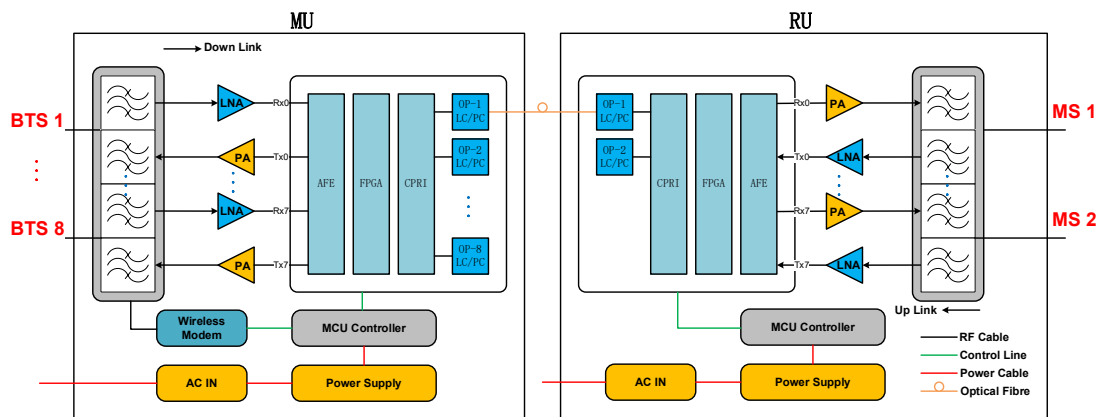 MU
RU
Down Link
BTS 1
BTS 8
LNA
PA
LNA
PA
Rx0
Tx0
Rx7
Tx7
AFE
FPGA
CPRI
OP-1
LC/PC
OP-2
LC/PC
OP-8
LC/PC
Wireless
Modem
MCU Controller
AC IN
Power Supply
OP-1
LC/PC
OP-2
LC/PC
CPRI
FPGA
AFE
Rx0
Tx0
Rx7
Tx7
PA
LNA
PA
LNA
MS 1
MS 2
Up Link
MCU Controller
AC IN
Power Supply
RF Cable
Control Line
Power Cable
Optical Fibre